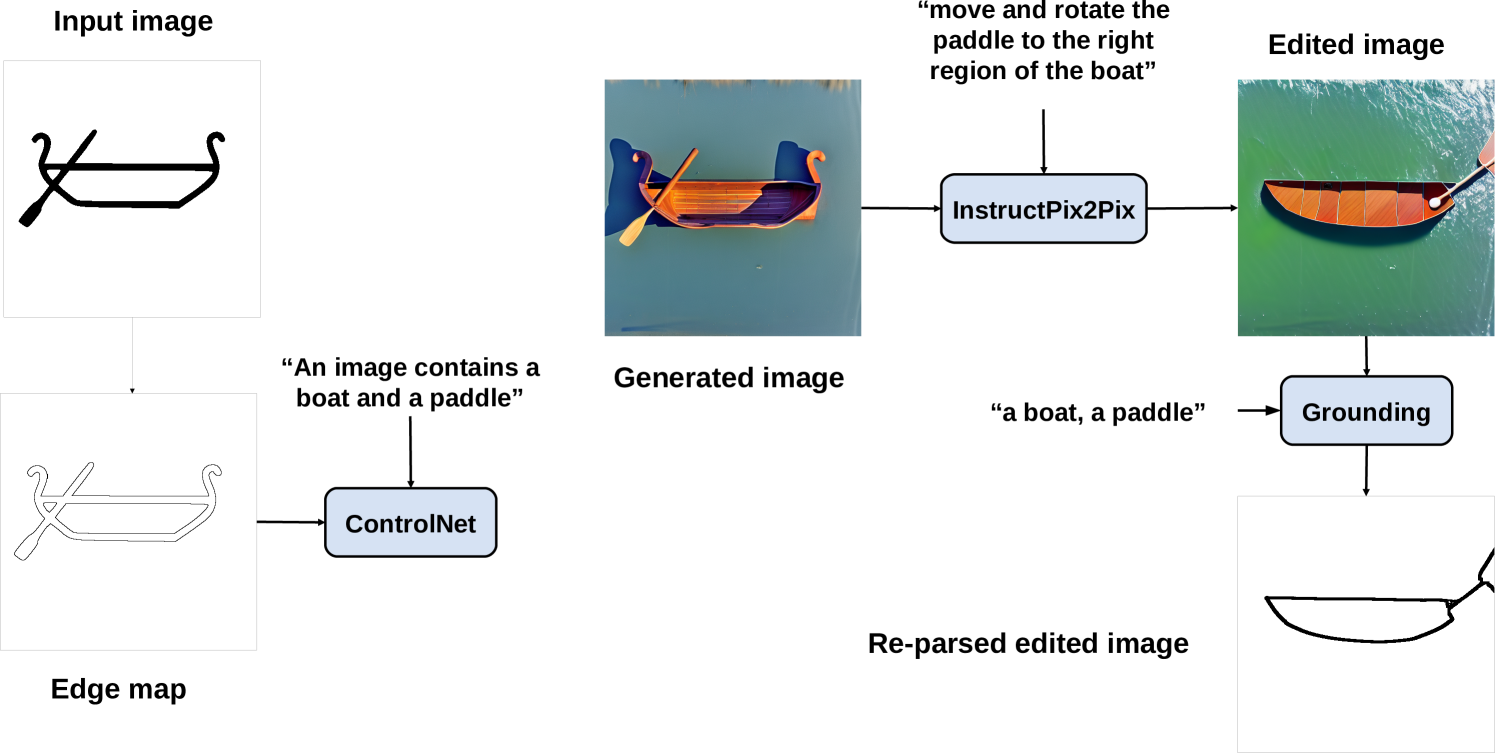 Input image
“An image contains a
boat and a paddle”
ControlNet
Edge map
Generated image
“move and rotate the
paddle to the right
region of the boat”
InstructPix2Pix
Edited image
“a boat, a paddle”
Grounding
Re-parsed edited image